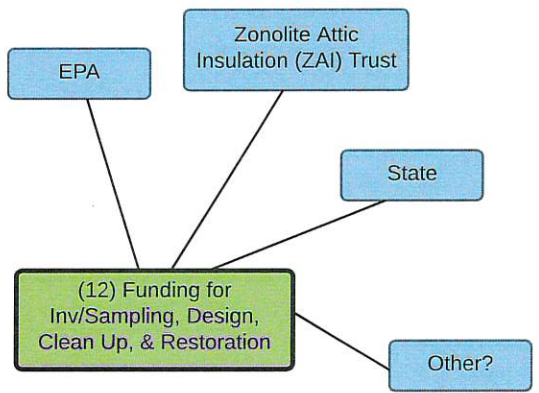 Zonolite Attic
Insulation (ZAI) Trust
EPA
State
(12) Funding for
Inv/Sampling, Design,
Clean Up, & Restoration
Other?